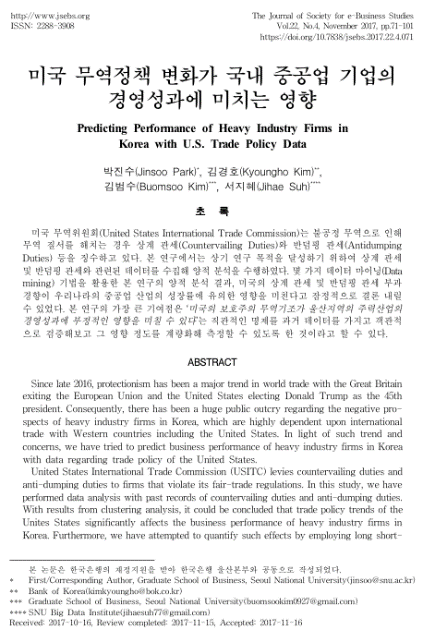 http://www.jsebs.org
ISSN: 2288-3908
The Journal of Society for e-Business Studies
Vol.22, No.4, November 2017, pp.71-101
https://doi.org/10.7838/jsebs.2017.22.4.071
미국 무역정책 변화가 국내 중공업 기업의
경영성과에 미치는 영향
Predicting Performance of Heavy Industry Firms in
Korea with U.S. Trade Policy Data
박진수(Jinsoo Park)*, 김경호(Kyoungho Kim)**,
김범수(Buomsoo Kim)***, 서지혜(Jihae Suh)****
초 록
미국 무역위원회(United States International Trade Commission)는 불공정 무역으로 인해
무역 질서를 해치는 경우 상계 관세(Countervailing Duties)와 반덤핑 관세(Antidumping
Duties) 등을 징수하고 있다. 본 연구에서는 상기 연구 목적을 달성하기 위하여 상계 관세
및 반덤핑 관세와 관련된 데이터를 수집해 양적 분석을 수행하였다. 몇 가지 데이터 마이닝(Data
mining) 기법을 활용한 본 연구의 양적 분석 결과, 미국의 상계 관세 및 반덤핑 관세 부과
경향이 우리나라의 중공업 산업의 성장률에 유의한 영향을 미친다고 잠정적으로 결론 내릴
수 있었다. 본 연구의 가장 큰 기여점은 '미국의 보호주의 무역기조가 울산지역의 주력산업의
경영성과에 부정적인 영향을 미칠 수 있다'는 직관적인 명제를 과거 데이터를 가지고 객관적
으로 검증해보고 그 영향 정도를 계량화해 측정할 수 있도록 한 것이라고 할 수 있다.
ABSTRACT
Since late 2016, protectionism has been a major trend in world trade with the Great Britain
exiting the European Union and the United States electing Donald Trump as the 45th
president. Consequently, there has been a huge public outcry regarding the negative pro-
spects of heavy industry firms in Korea, which are highly dependent upon international
trade with Western countries including the United States. In light of such trend and
concerns, we have tried to predict business performance of heavy industry firms in Korea
with data regarding trade policy of the United States.
United States International Trade Commission (USITC) levies countervailing duties and
anti-dumping duties to firms that violate its fair-trade regulations. In this study, we have
performed data analysis with past records of countervailing duties and anti-dumping duties.
With results from clustering analysis, it could be concluded that trade policy trends of the
Unites States significantly affects the business performance of heavy industry firms in
Korea. Furthermore, we have attempted to quantify such effects by employing long short-
본 논문은 한국은행의 재정지원을 받아 한국은행 울산본부와 공동으로 작성되었다.
* First/Corresponding Author, Graduate School of Business, Seoul National University(jinsoo@snu.ac.kr)
** Bank of Korea(kimkyoungho@bok.or.kr)
*** Graduate School of Business, Seoul National University(buomsookim0927@gmail.com)
**** SNU Big Data Institute(jihaesuh77@gmail.com)
Received: 2017-10-16, Review completed: 2017-11-15, Accepted: 2017-11-16